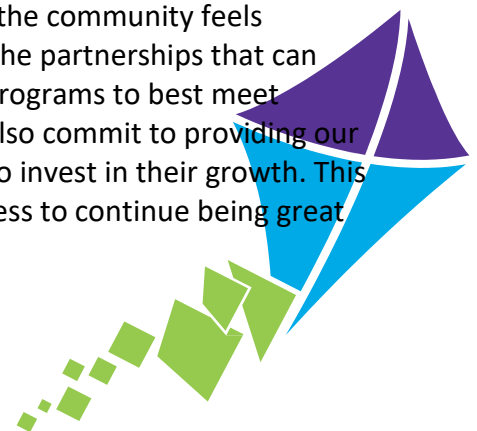 the community feels
he partnerships that can
rograms to best meet
lso commit to providing our
o invest in their growth. This
ess to continue being great